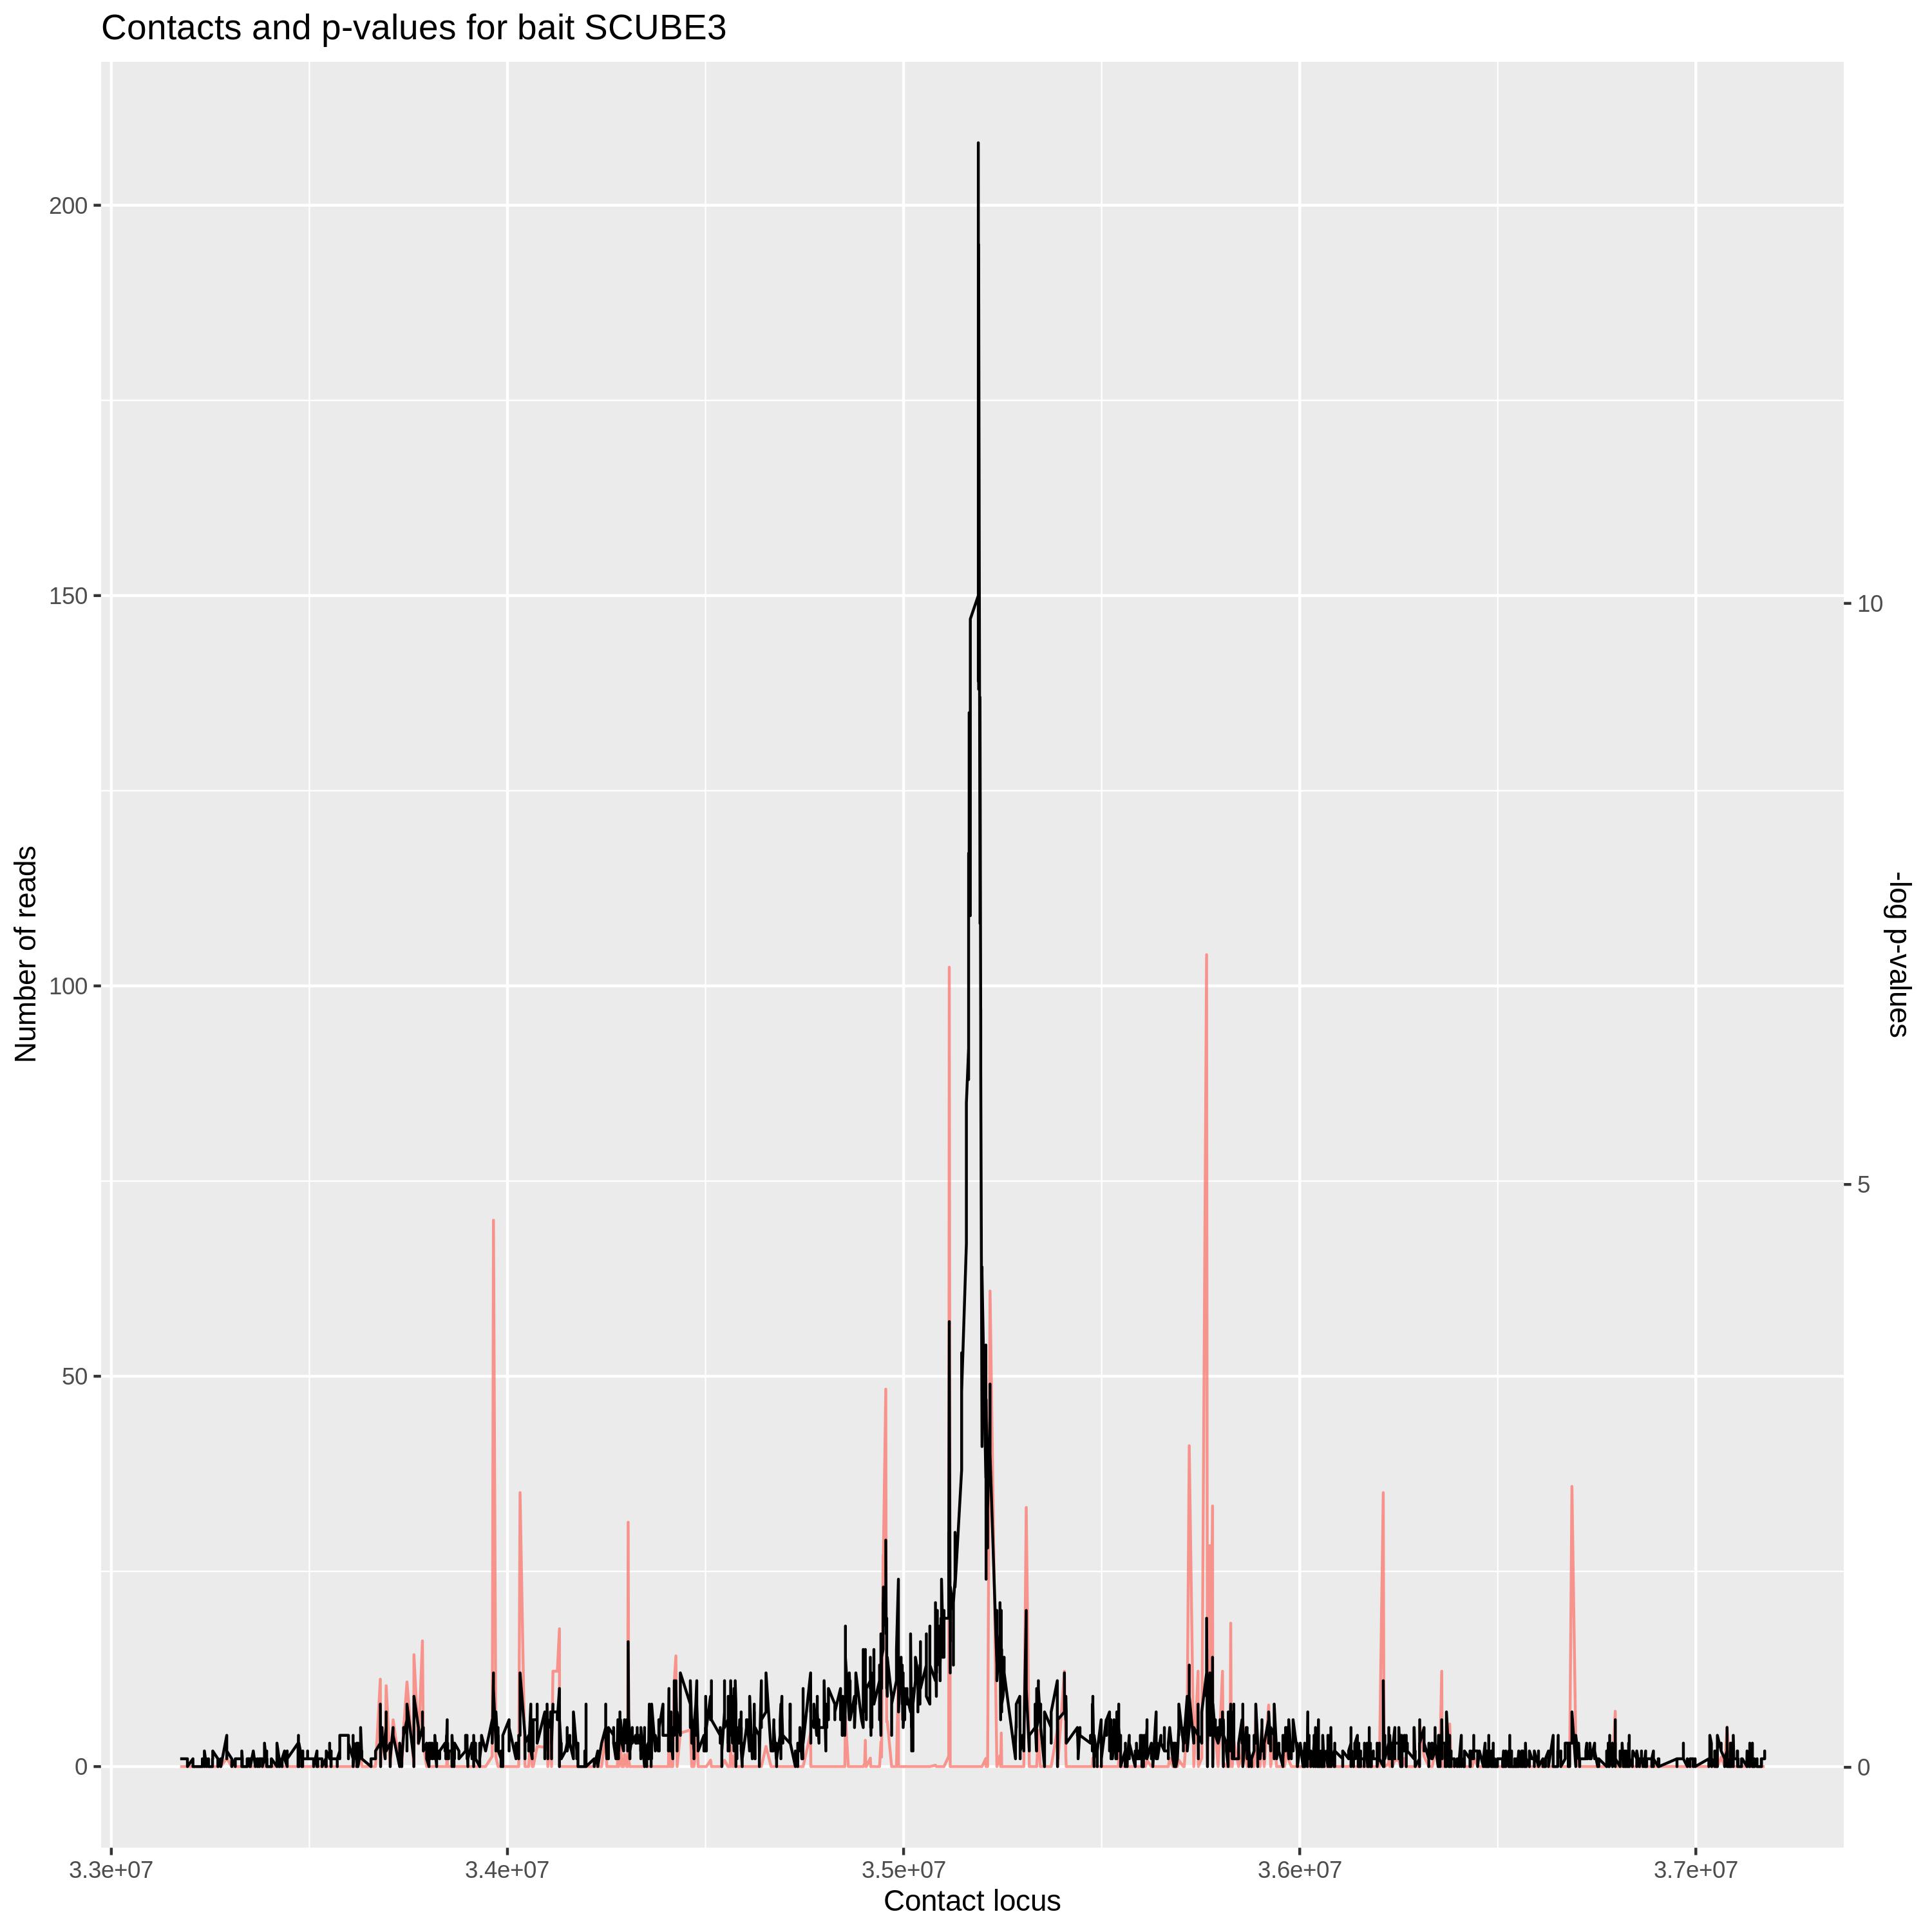 Contacts and p-values for bait SCUBE3
200
150
100
50
0
Number of reads
10
5
0
-log p-values
3.3e+07
3.4e+07
3.5e+07
3.6e+07
3.7e+07
Contact locus